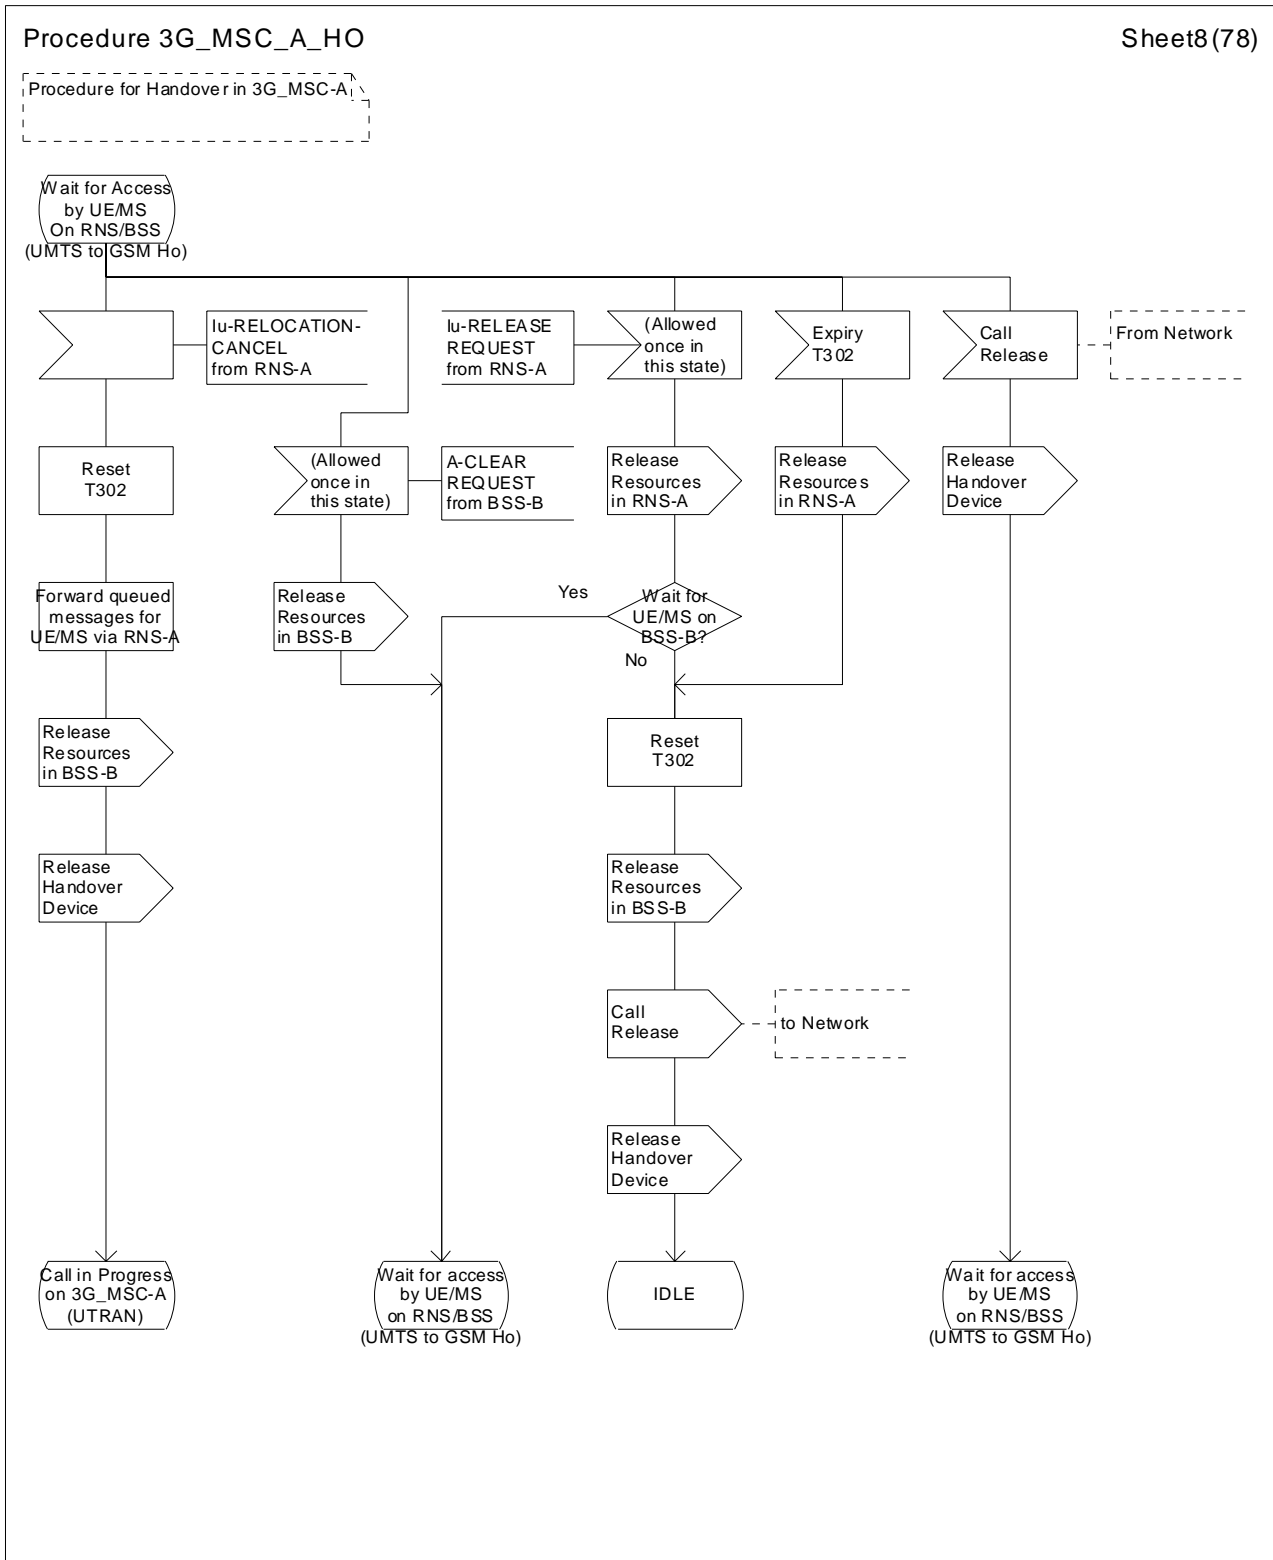 Procedure 3G_MSC_A_HO
Sheet8(78)
Procedure for Handover in 3G_MSC-A
Wait for Access
by UE/MS
On RNS/BSS
(UMTS to GSM Ho)
Iu-RELOCATION-
CANCEL
from RNS-A
Iu-RELEASE
REQUEST
from RNS-A
(Allowed
once in
this state)
Expiry
T302
Call
Release
From Network
Reset
T302
(Allowed
once in
this state)
A-CLEAR
REQUEST
from BSS-B
Release
Resources
in RNS-A
Release
Resources
in RNS-A
Release
Handover
Device
Forward queued
messages for
UE/MS via RNS-A
Release
Resources
in BSS-B
Yes
Wait for
UE/MS on
BSS-B?
No
Release
Resources
in BSS-B
Reset
T302
Release
Handover
Device
Release
Resources
in BSS-B
Call
Release
to Network
Release
Handover
Device
Call in Progress
on 3G_MSC-A
(UTRAN)
Wait for access
by UE/MS
on RNS/BSS
(UMTS to GSM Ho)
IDLE
Wait for access
by UE/MS
on RNS/BSS
(UMTS to GSM Ho)